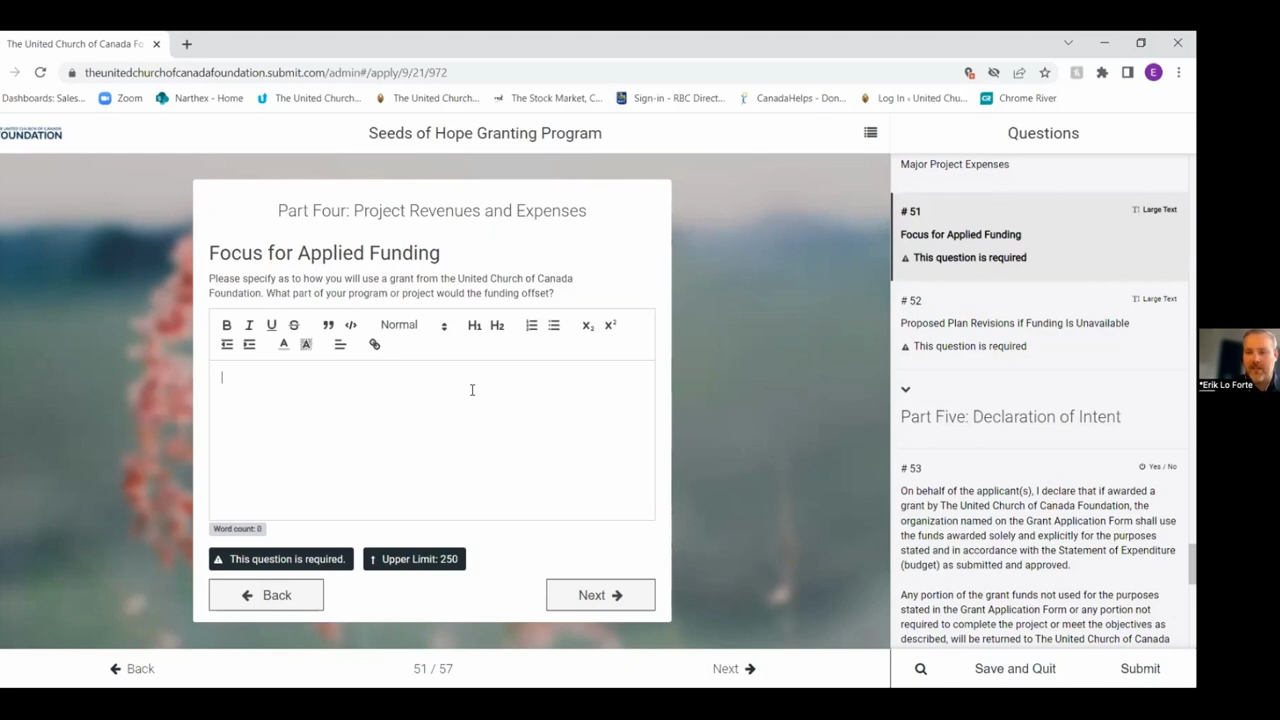 The United Church of Canada Fo
theunitedchurchofcanadafoundation.submit.com/admin#/apply/9/21/972
E
Dashboards: Sales...
Zoom
Narthex - Home
The United Church...
The United Church...
The Stock Market, C...
Sign-in - RBC Direct...
CanadaHelps - Don...
Log In ‹ United Chu...
CR
Chrome River
FOUNDATION
Seeds of Hope Granting Program
Questions
Part Four: Project Revenues and Expenses
Focus for Applied Funding
Please specify as to how you will use a grant from the United Church of Canada
Foundation. What part of your program or project would the funding offset?
B I U S Normal H1 H2 X2 X2
A A
Word count: 0
This question is required.
Upper Limit: 250
Back
Next
Back
51 / 57
Next
Major Project Expenses
# 51
Large Text
Focus for Applied Funding
This question is required
# 52
Large Text
Proposed Plan Revisions if Funding Is Unavailable
This question is required
Part Five: Declaration of Intent
# 53
Yes / No
On behalf of the applicant(s), I declare that if awarded a
grant by The United Church of Canada Foundation, the
organization named on the Grant Application Form shall use
the funds awarded solely and explicitly for the purposes
stated and in accordance with the Statement of Expenditure
(budget) as submitted and approved.
Any portion of the grant funds not used for the purposes
stated in the Grant Application Form or any portion not
required to complete the project or meet the objectives as
described, will be returned to The United Church of Canada
Save and Quit
Submit
*Erik Lo Forte